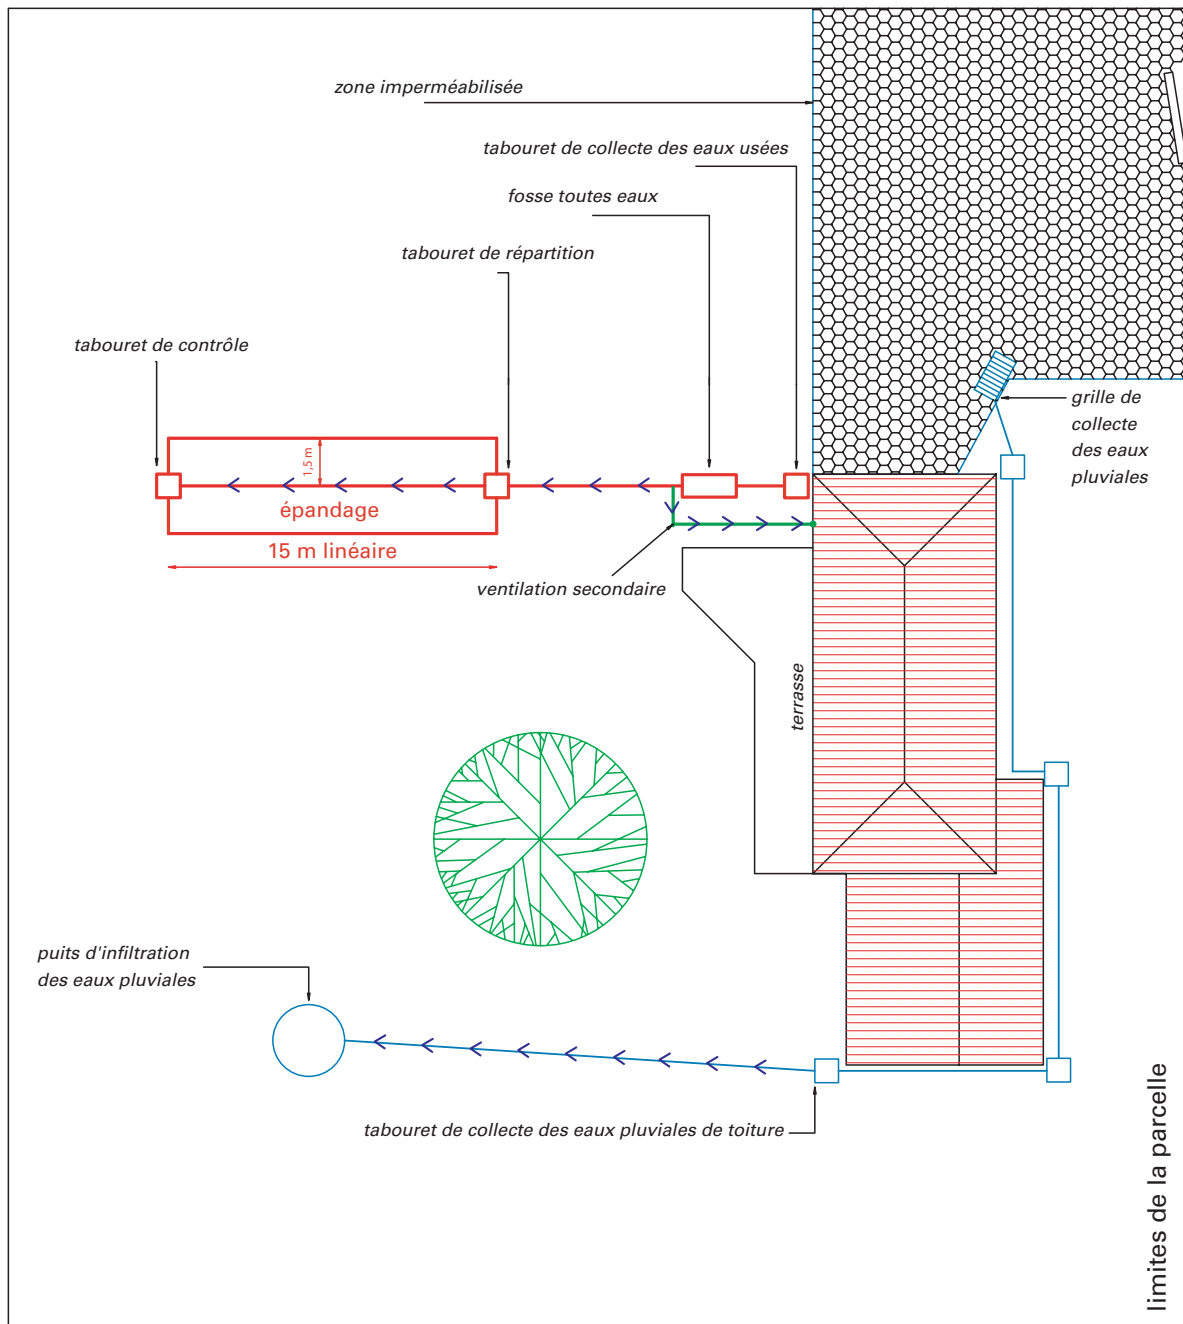 zone imperméabilisée
tabouret de collecte des eaux usées
fosse toutes eaux
tabouret de répartition
tabouret de contrôle
grille de
collecte
des eaux
pluviales
1,5 m
épandage
15 m linéaire
ventilation secondaire
terrasse
puits d'infiltration
des eaux pluviales
tabouret de collecte des eaux pluviales de toiture
limites de la parcelle